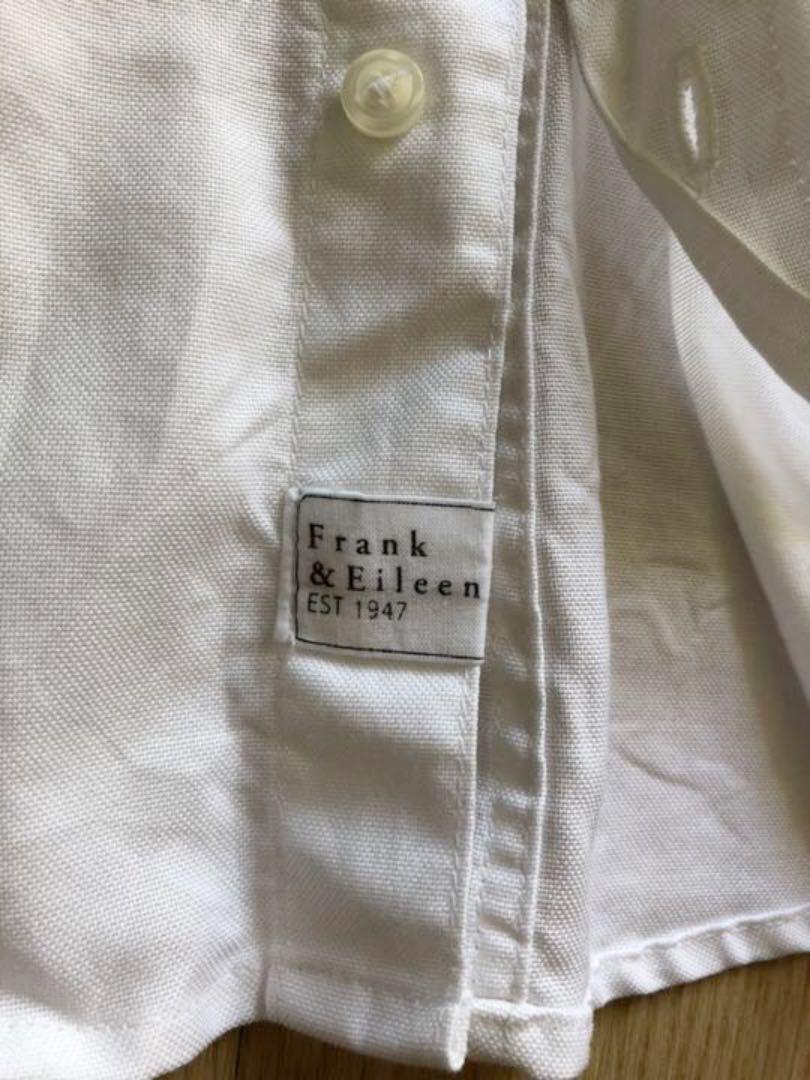 Frank
& Eileen
EST 1947